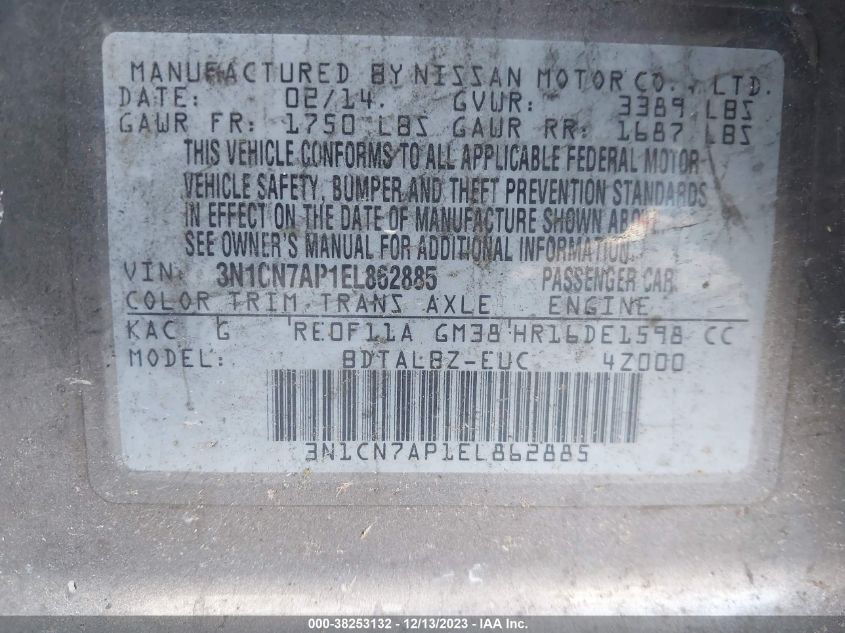 MANUFACTURED BY NISSAN MOTOR CO., LTD.
DATE: 02/14. GVWR: 3389 LBS
GAWR FR: 1750 LBS GAWR RR: 1687 LBS
THIS VEHICLE CONFORMS TO ALL APPLICABLE FEDERAL MOTOR
VEHICLE SAFETY, BUMPER AND THEFT PREVENTION STANDARDS
IN EFFECT ON THE DATE OF MANUFACTURE SHOWN ABOVE.
SEE OWNER'S MANUAL FOR ADDITIONAL INFORMATION.
VIN: 3N1CN7AP1EL862885 PASSENGER CAR
COLOR TRIM TRANS AXLE ENGINE
KAC G RE0F11A GM38 HR16DE1598 CC
MODEL: BDTALBZ-EUC 4Z000
3N1CN7AP1EL862885
000-38253132 - 12/13/2023 - IAAI.com